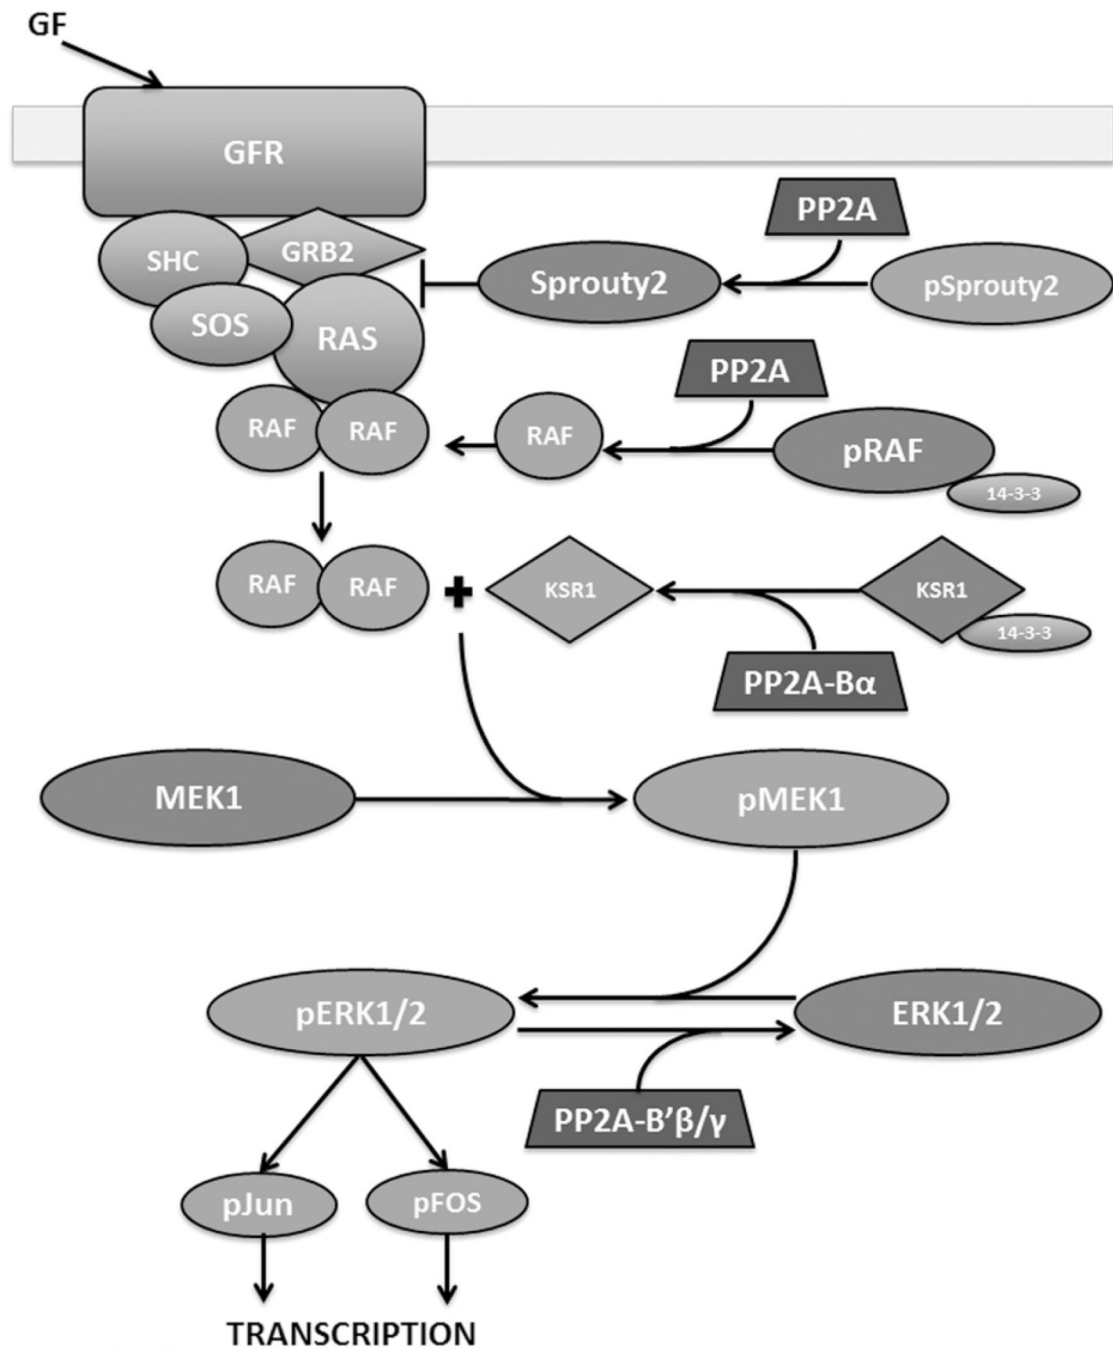 GF
GFR
PP2A
SHC
GRB2
Sprouty2
pSprouty2
SOS
RAS
PP2A
RAF
RAF
RAF
pRAF
14-3-3
RAF
RAF
+
KSR1
KSR1
14-3-3
PP2A-Bα
MEK1
pMEK1
pERK1/2
ERK1/2
PP2A-B'β/γ
pJun
pFOS
TRANSCRIPTION